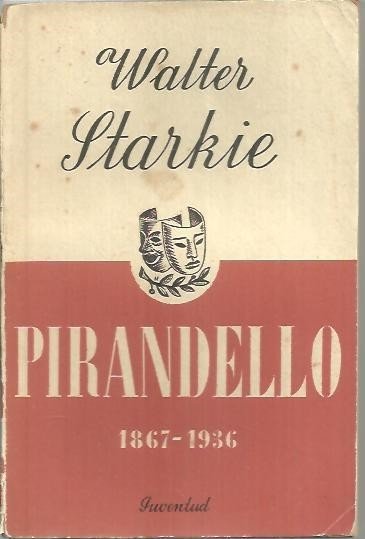 Walter
Starkie
PIRANDELLO
1867-1936
Juventud